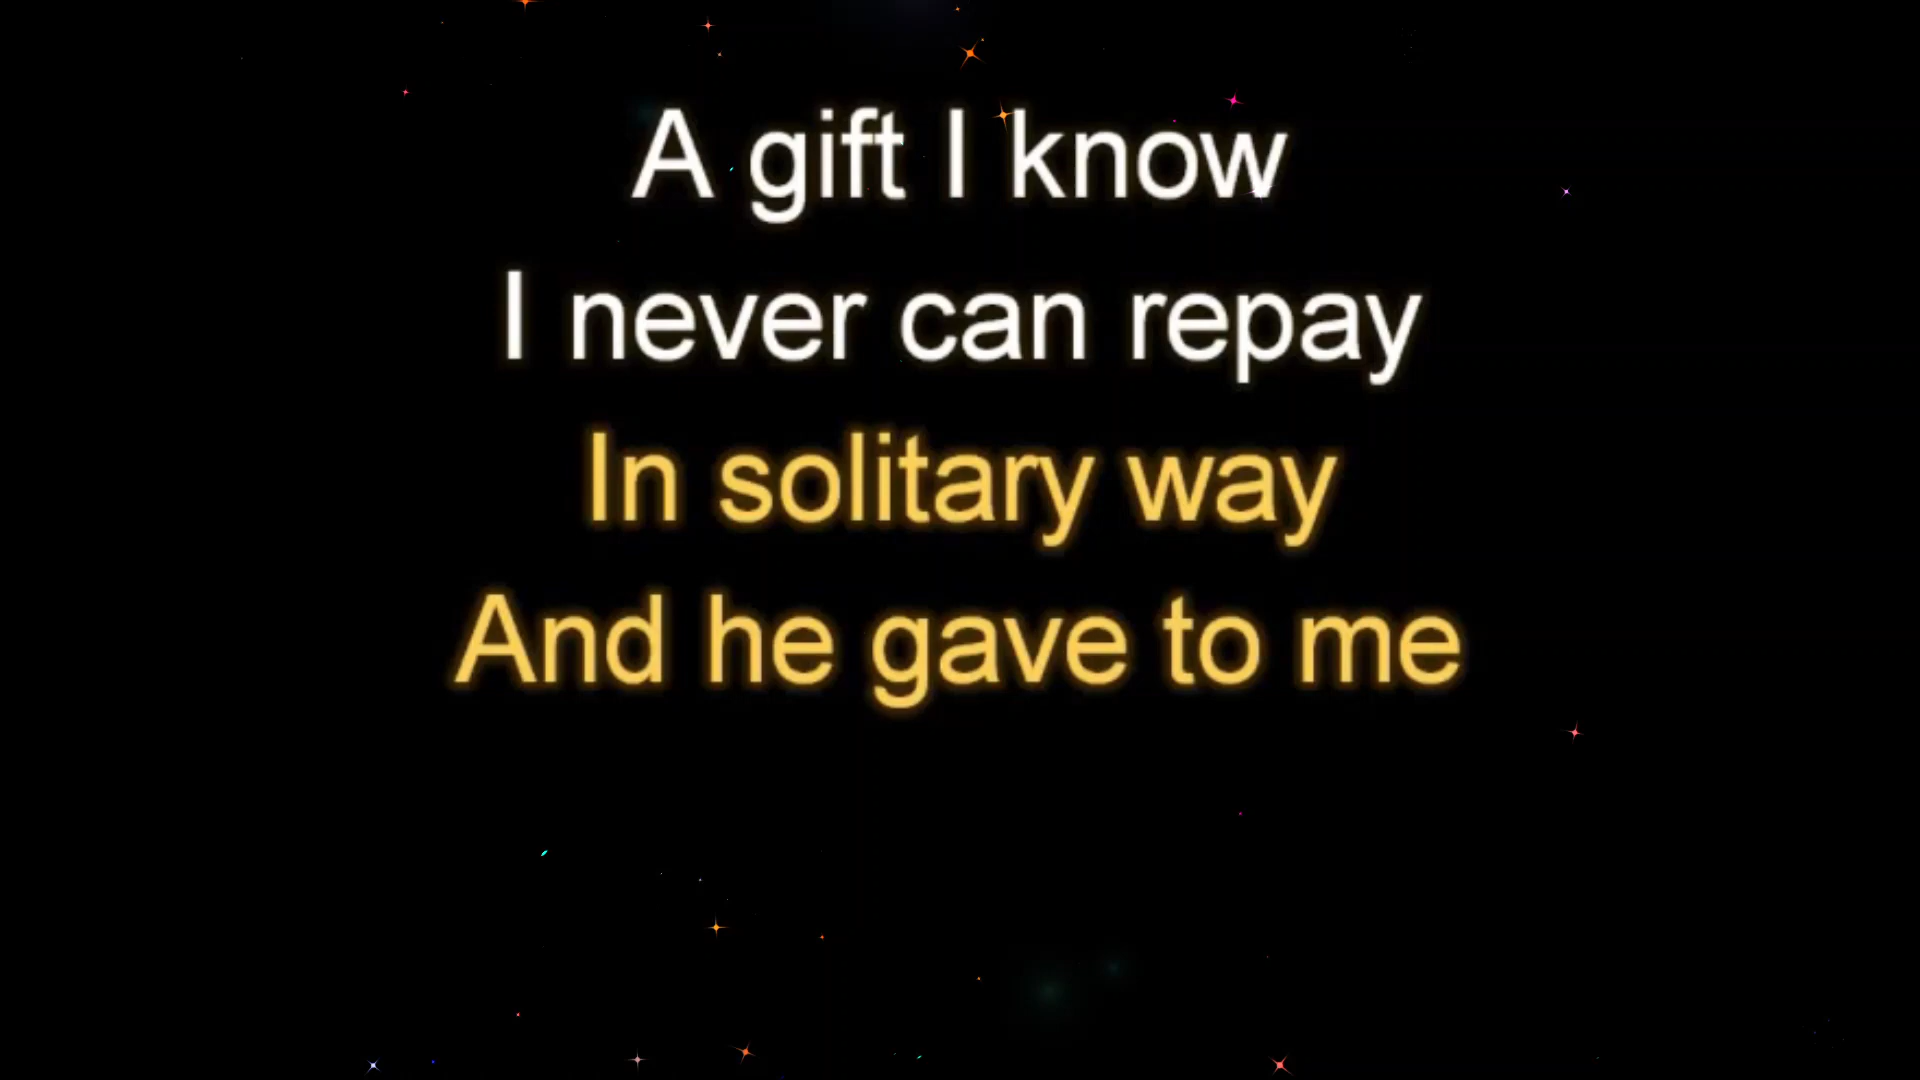 A gift I know
I never can repay
In solitary way
And he gave to me